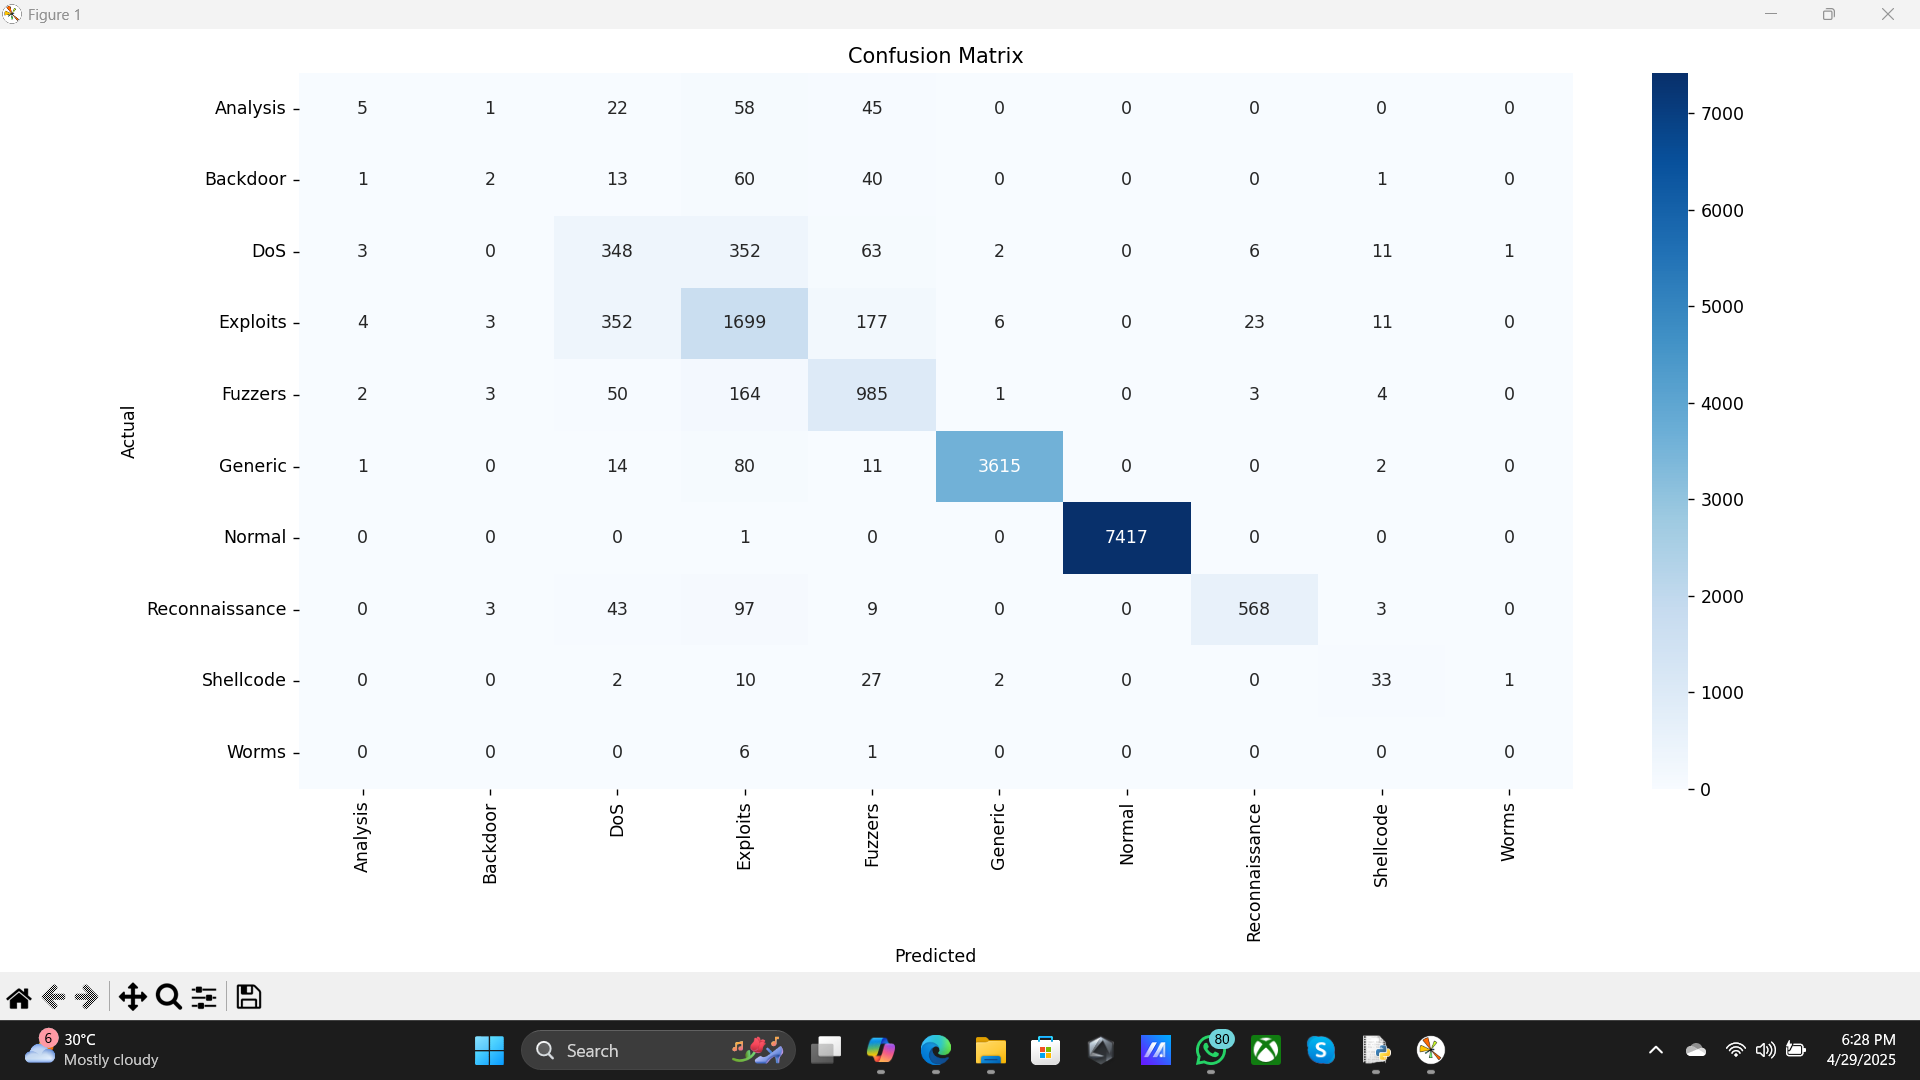 Figure 1
Confusion Matrix
Analysis 5 1 22 58 45 0 0 0 0 0
Backdoor 1 2 13 60 40 0 0 0 1 0
DoS 3 0 348 352 63 2 0 6 11 1
Exploits 4 3 352 1699 177 6 0 23 11 0
Fuzzers 2 3 50 164 985 1 0 3 4 0
Generic 1 0 14 80 11 3615 0 0 2 0
Normal 0 0 0 1 0 0 7417 0 0 0
Reconnaissance 0 3 43 97 9 0 0 568 3 0
Shellcode 0 0 2 10 27 2 0 0 33 1
Worms 0 0 0 6 1 0 0 0 0 0
Actual
Analysis Backdoor DoS Exploits Fuzzers Generic Normal Reconnaissance Shellcode Worms
Predicted
7000
6000
5000
4000
3000
2000
1000
0
6
30°C
Mostly cloudy
Search
80
S
6:28 PM
4/29/2025